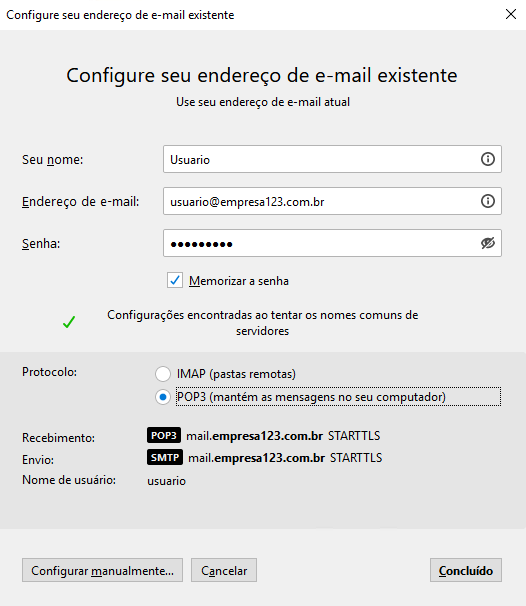 Configure seu endereço de e-mail existente
Configure seu endereço de e-mail existente
Use seu endereço de e-mail atual
Seu nome: Usuario
Endereço de e-mail: usuario@empresa123.com.br
Senha: •••••••••
Memorizar a senha
Configurações encontradas ao tentar os nomes comuns de
servidores
Protocolo: IMAP (pastas remotas)
POP3 (mantém as mensagens no seu computador)
Recebimento: POP3 mail.empresa123.com.br STARTTLS
Envio: SMTP mail.empresa123.com.br STARTTLS
Nome de usuário: usuario
Configurar manualmente... Cancelar Concluído